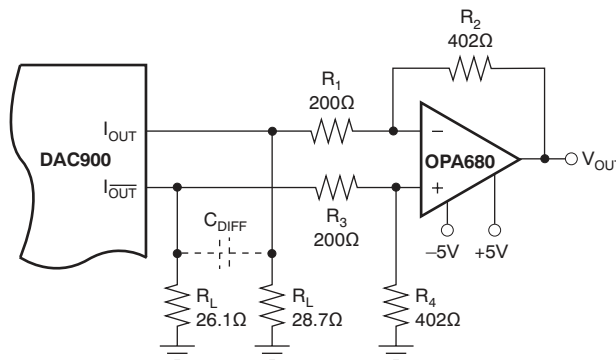 R2
402Ω
R1
200Ω
IOUT
DAC900
IOUT
−
OPA680
+
VOUT
R3
200Ω
CDIFF
−5V +5V
RL
26.1Ω
RL
28.7Ω
R4
402Ω